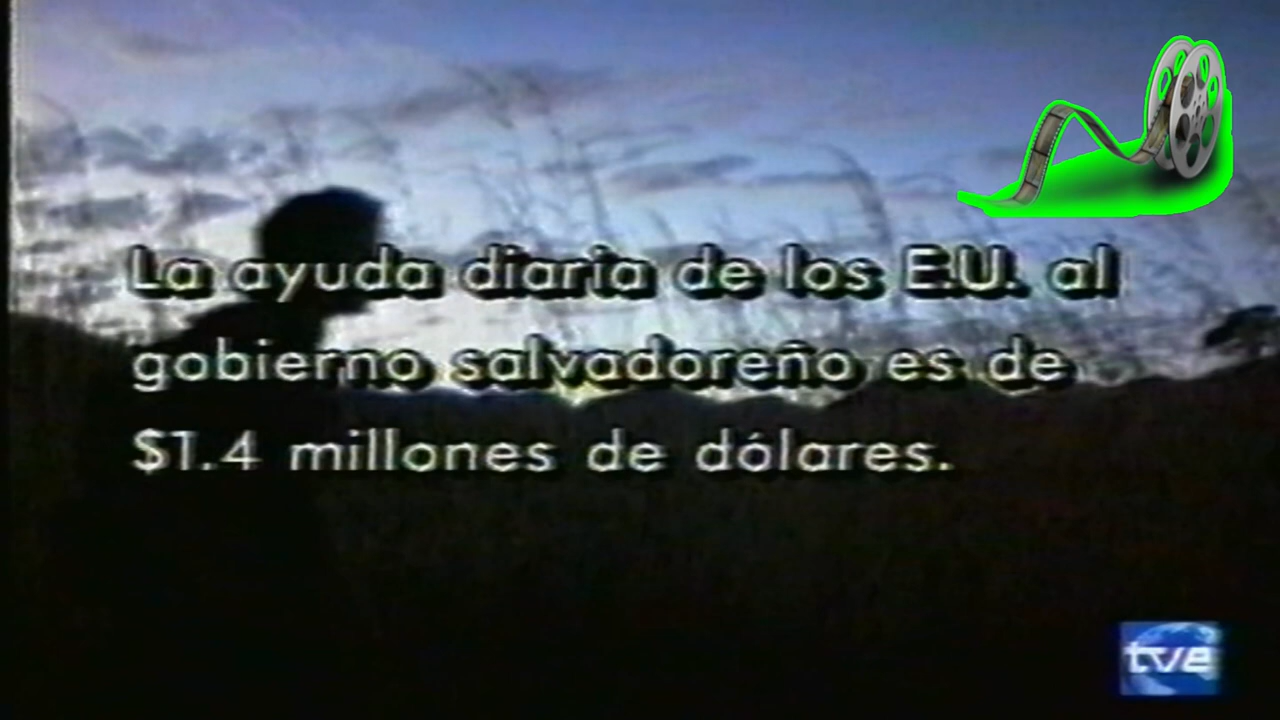 La ayuda diaria de los E.U. al
gobierno salvadoreño es de
$1.4 millones de dólares.
tve